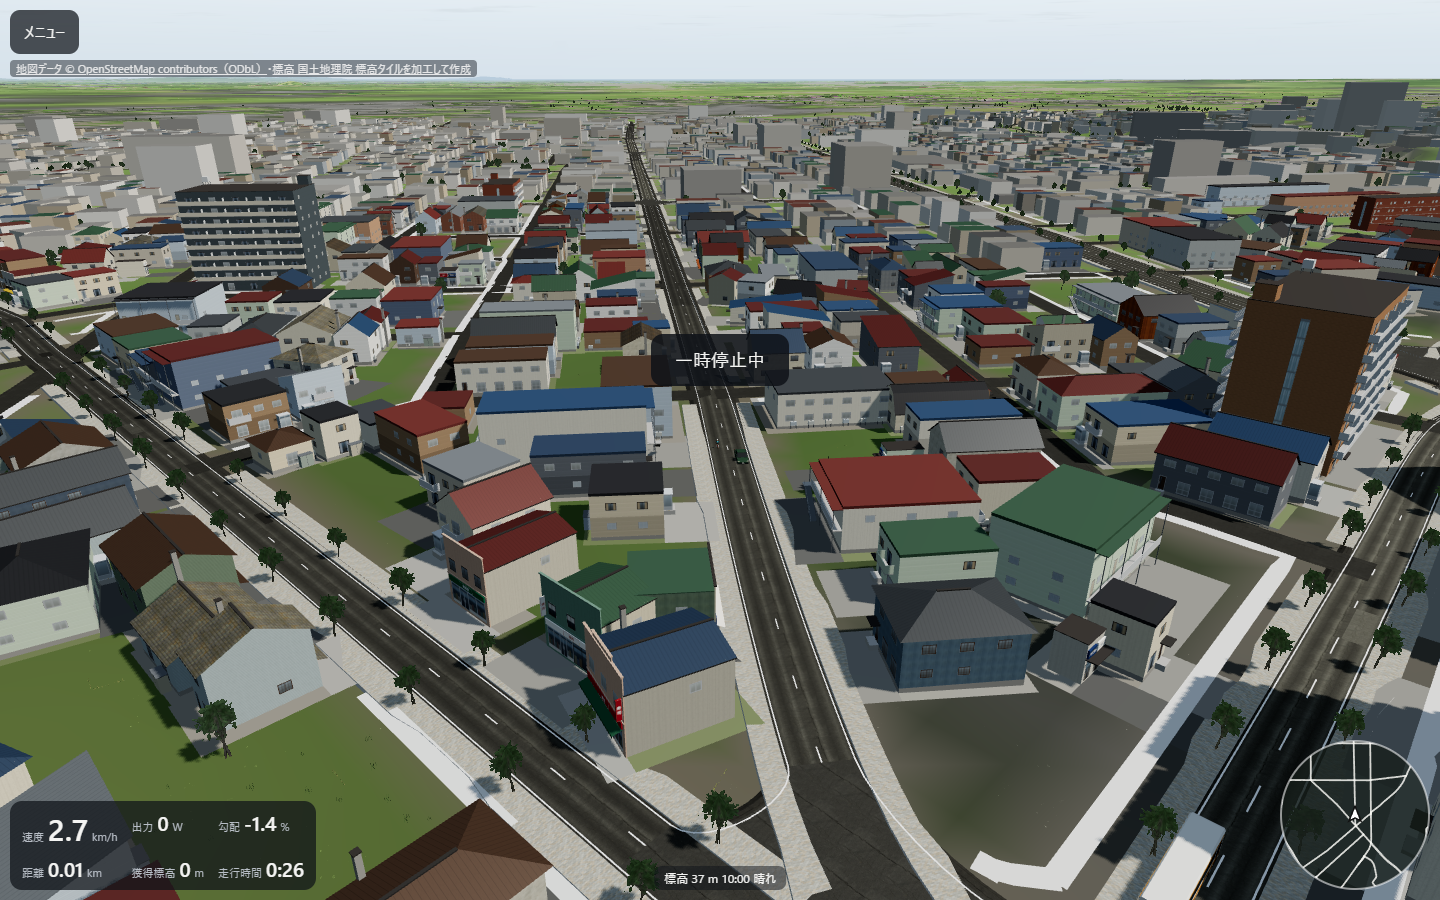 メニュー
地図データ © OpenStreetMap contributors（ODbL）・標高 国土地理院 標高タイルを加工して作成
一時停止中
速度 2.7 km/h 出力 0 W 勾配 -1.4 %
距離 0.01 km 獲得標高 0 m 走行時間 0:26
標高 37 m 10:00 晴れ